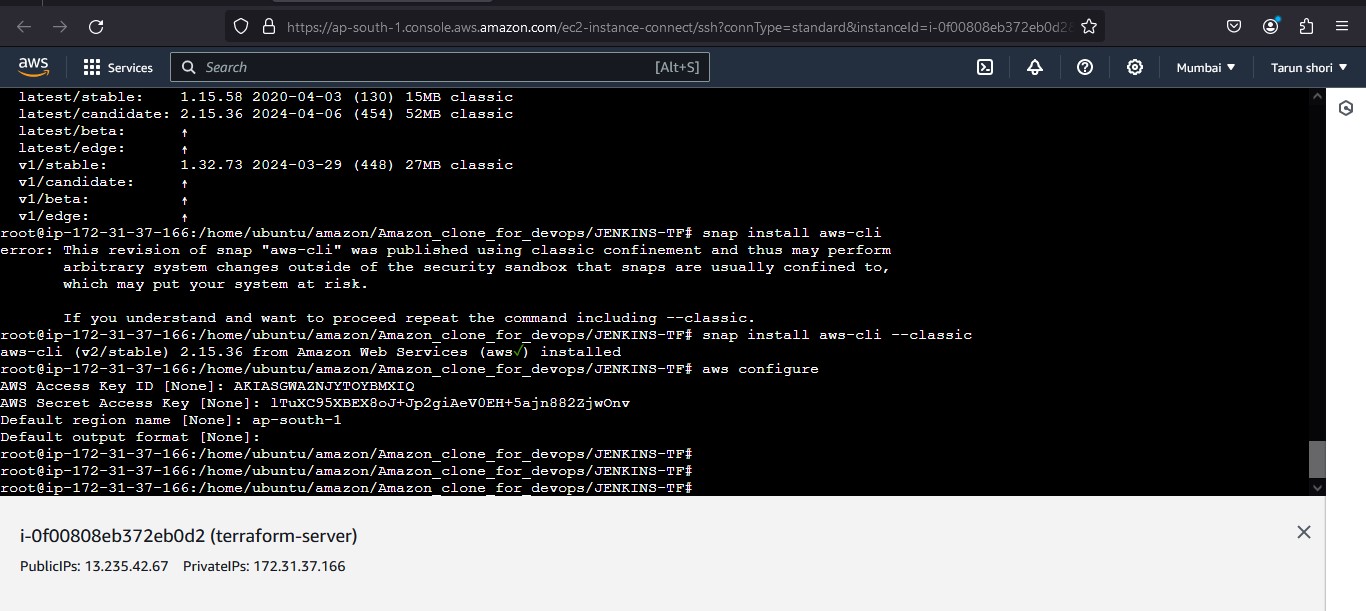 https://ap-south-1.console.aws.amazon.com/ec2-instance-connect/ssh?connType=standard&instanceId=i-0f00808eb372eb0d2
aws
Services
Search
[Alt+S]
Mumbai
Tarun shori
latest/stable: 1.15.58 2020-04-03 (130) 15MB classic
latest/candidate: 2.15.36 2024-04-06 (454) 52MB classic
latest/beta: ↑
latest/edge: ↑
v1/stable: 1.32.73 2024-03-29 (448) 27MB classic
v1/candidate: ↑
v1/beta: ↑
v1/edge: ↑
root@ip-172-31-37-166:/home/ubuntu/amazon/Amazon_clone_for_devops/JENKINS-TF# snap install aws-cli
error: This revision of snap "aws-cli" was published using classic confinement and thus may perform
arbitrary system changes outside of the security sandbox that snaps are usually confined to,
which may put your system at risk.
If you understand and want to proceed repeat the command including --classic.
root@ip-172-31-37-166:/home/ubuntu/amazon/Amazon_clone_for_devops/JENKINS-TF# snap install aws-cli --classic
aws-cli (v2/stable) 2.15.36 from Amazon Web Services (aws✓) installed
root@ip-172-31-37-166:/home/ubuntu/amazon/Amazon_clone_for_devops/JENKINS-TF# aws configure
AWS Access Key ID [None]: [credential redacted]
AWS Secret Access Key [None]: [credential redacted]
Default region name [None]: ap-south-1
Default output format [None]:
root@ip-172-31-37-166:/home/ubuntu/amazon/Amazon_clone_for_devops/JENKINS-TF#
root@ip-172-31-37-166:/home/ubuntu/amazon/Amazon_clone_for_devops/JENKINS-TF#
root@ip-172-31-37-166:/home/ubuntu/amazon/Amazon_clone_for_devops/JENKINS-TF#
i-0f00808eb372eb0d2 (terraform-server)
PublicIPs: 13.235.42.67 PrivateIPs: 172.31.37.166